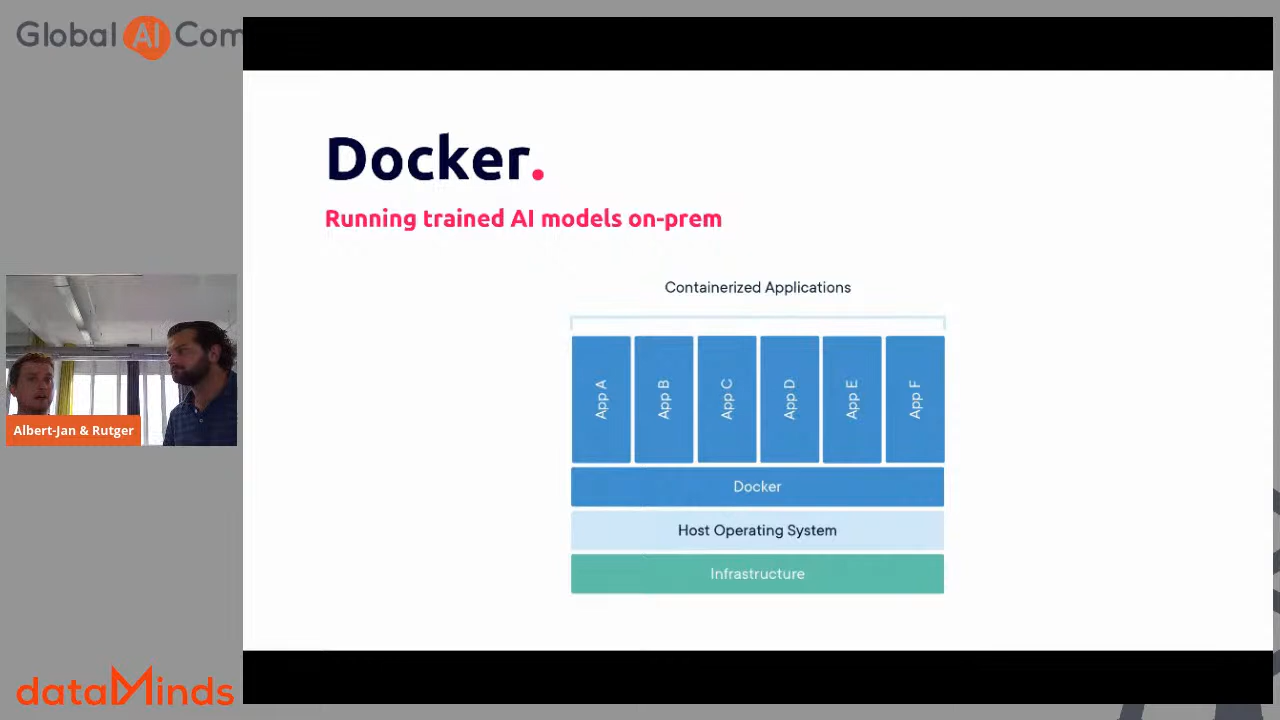 Global AI Com
Docker.
Running trained AI models on-prem
Containerized Applications
App A
App B
App C
App D
App E
App F
Docker
Host Operating System
Infrastructure
Albert-Jan & Rutger
dataMinds